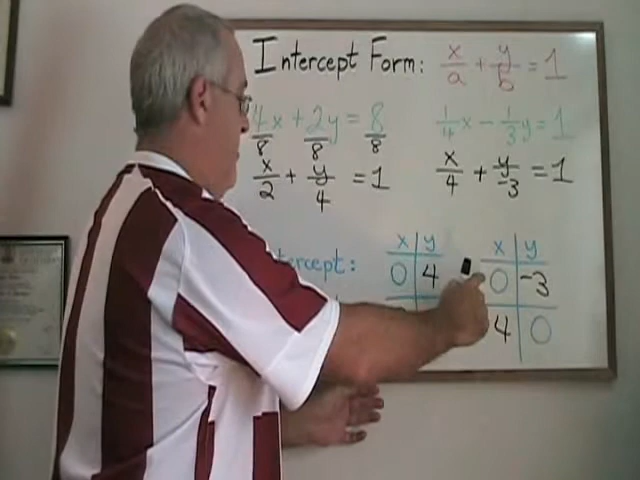 Intercept Form: x/a + y/b = 1
4x/8 + 2y/8 = 8/8
1/4x - 1/3y = 1
x/2 + y/4 = 1
x/4 + y/-3 = 1
x y
0 4
x y
0 -3
4 0